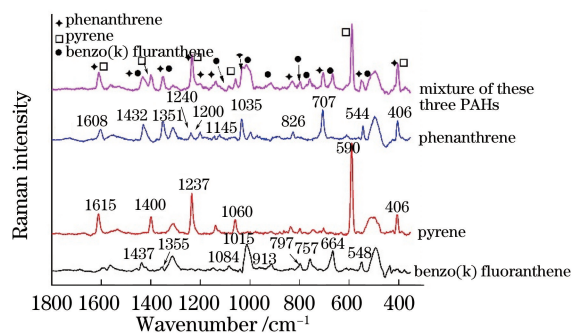 phenanthrene
pyrene
benzo(k) fluranthene
mixture of these
three PAHs
1240
1608 1432 1351 1200 1145 1035 826 707 544 406
phenanthrene
590
1615 1400 1237 1060 406
pyrene
1437 1355 1084 1015 913 797 757 664 548
benzo(k) fluoranthene
Raman intensity
1800 1600 1400 1200 1000 800 600 400
Wavenumber /cm⁻¹